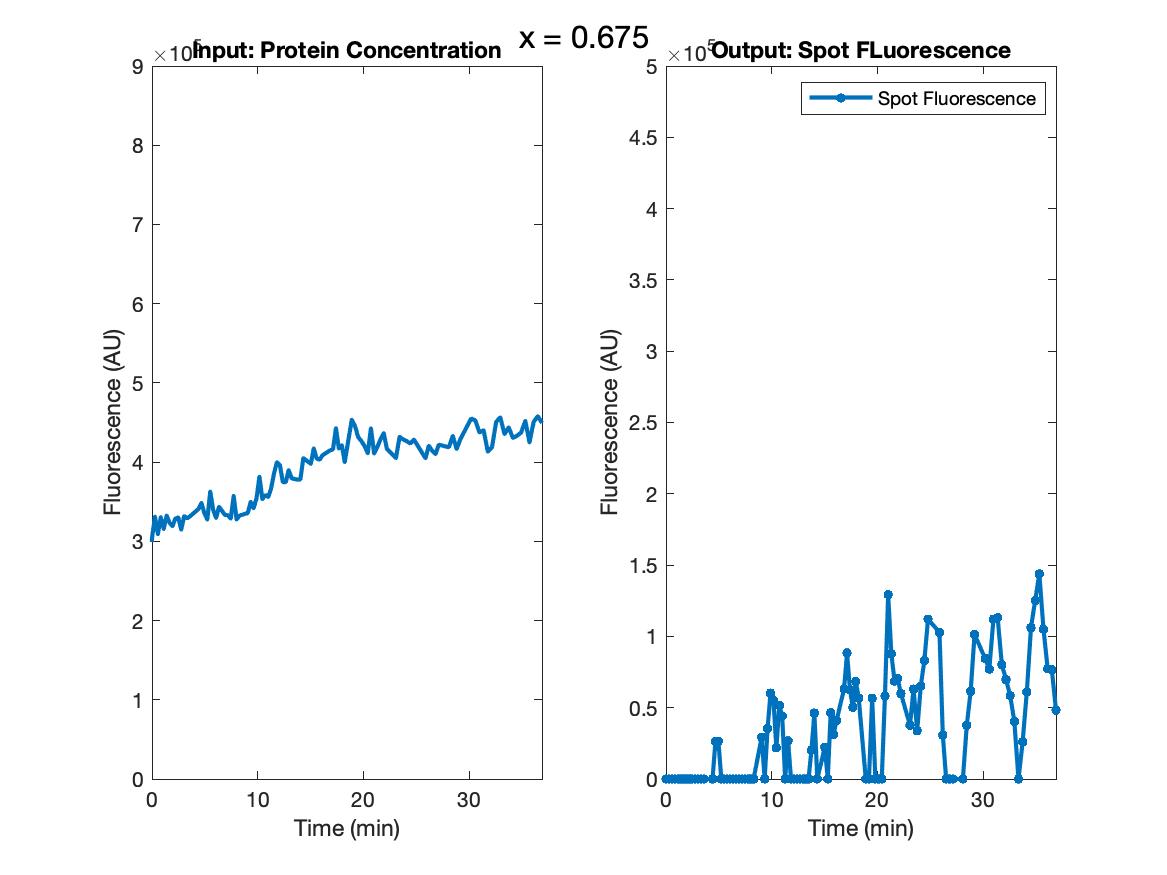 x = 0.675
×10⁵
Input: Protein Concentration
9
8
7
6
5
4
3
2
1
0
Fluorescence (AU)
0 10 20 30
Time (min)
×10⁵
Output: Spot FLuorescence
Spot Fluorescence
5
4.5
4
3.5
3
2.5
2
1.5
1
0.5
0
Fluorescence (AU)
0 10 20 30
Time (min)